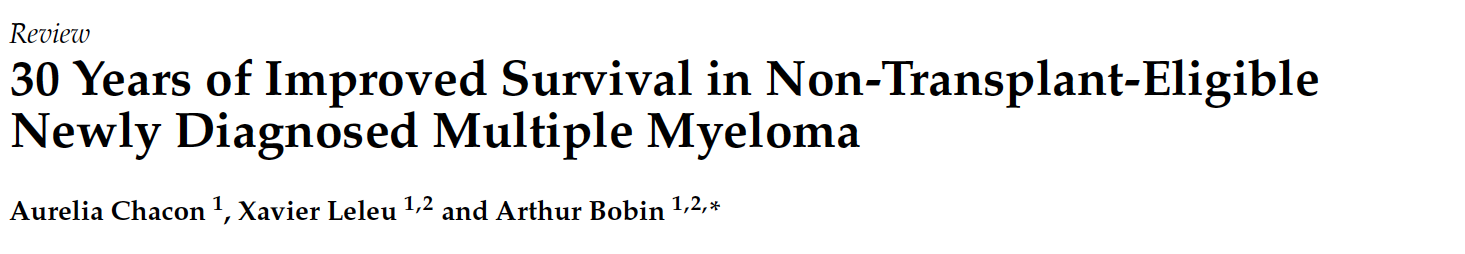 Review
30 Years of Improved Survival in Non-Transplant-Eligible
Newly Diagnosed Multiple Myeloma
Aurelia Chacon 1, Xavier Leleu 1,2 and Arthur Bobin 1,2,*